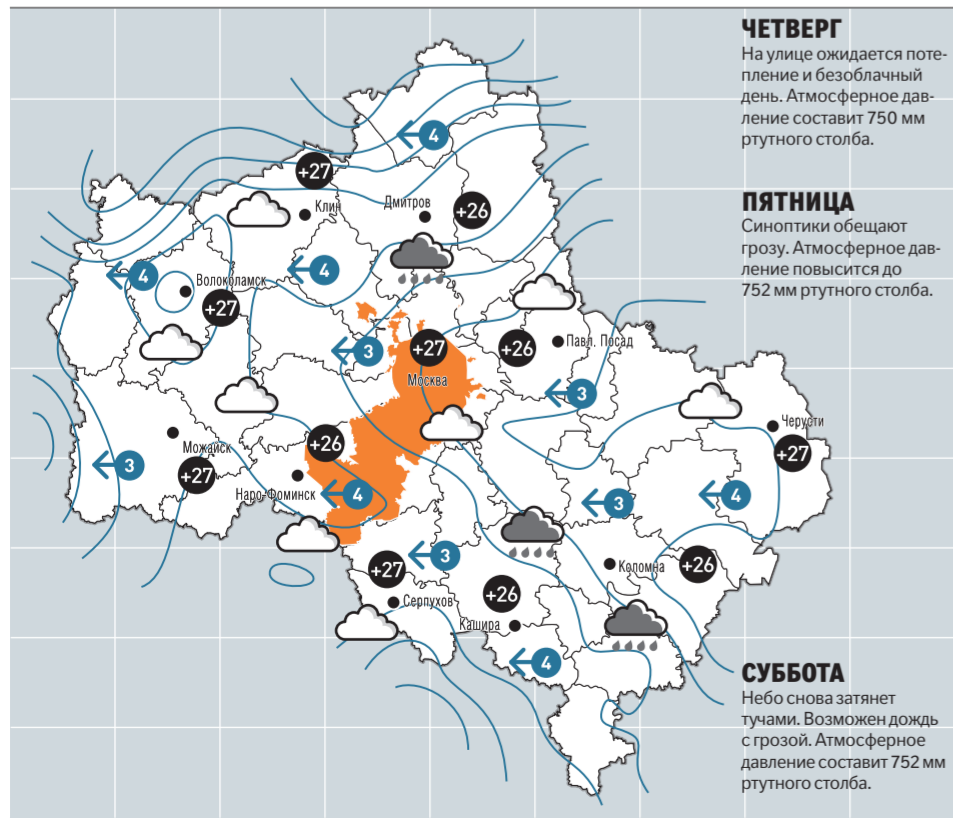 ЧЕТВЕРГ
На улице ожидается поте-
пление и безоблачный
день. Атмосферное дав-
ление составит 750 мм
ртутного столба.
ПЯТНИЦА
Синоптики обещают
грозу. Атмосферное дав-
ление повысится до
752 мм ртутного столба.
СУББОТА
Небо снова затянет
тучами. Возможен дождь
с грозой. Атмосферное
давление составит 752 мм
ртутного столба.
4
+27
Клин
Дмитров
+26
4
4
Волоколамск
+27
3
+27
Москва
+26
Павл. Посад
3
Черусти
+27
Можайск
3
+27
+26
Наро-Фоминск
4
3
4
3
+27
Серпухов
+26
Кашира
Коломна
+26
4